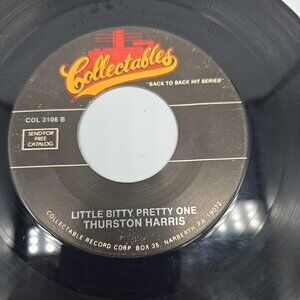 Collectables
"BACK TO BACK HIT SERIES"
COL 3106 B
SEND FOR
FREE
CATALOG
LITTLE BITTY PRETTY ONE
THURSTON HARRIS
COLLECTABLE RECORD CORP BOX 35, NARBERTH PA 19072